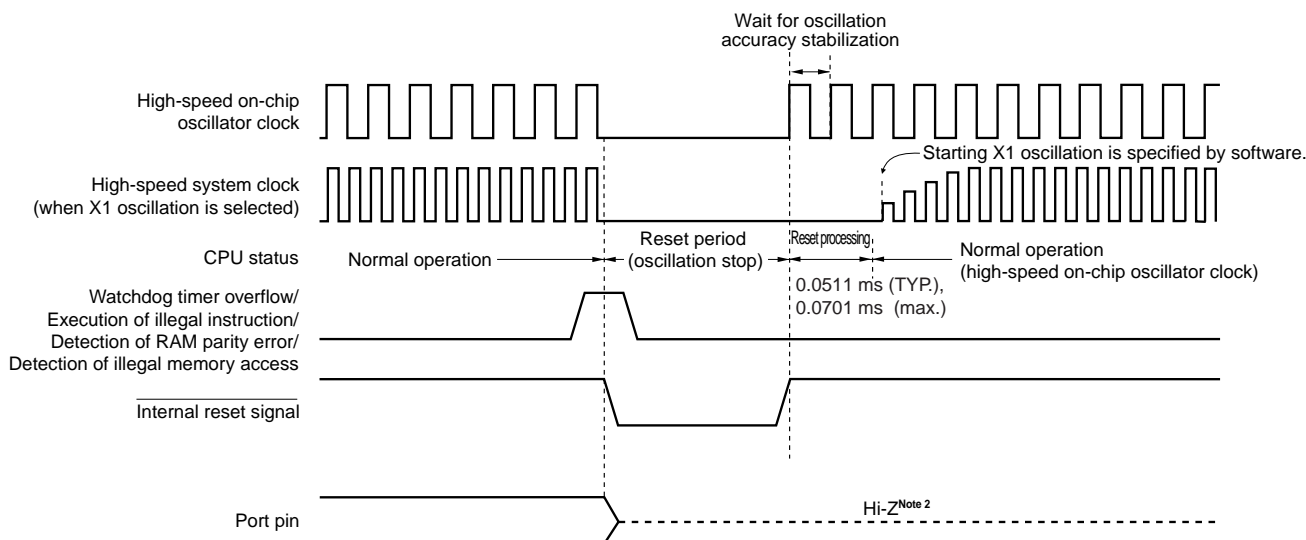 Wait for oscillation
accuracy stabilization
High-speed on-chip
oscillator clock
Starting X1 oscillation is specified by software.
High-speed system clock
(when X1 oscillation is selected)
CPU status
Normal operation
Reset period
(oscillation stop)
Reset processing
Normal operation
(high-speed on-chip oscillator clock)
0.0511 ms (TYP.),
0.0701 ms (max.)
Watchdog timer overflow/
Execution of illegal instruction/
Detection of RAM parity error/
Detection of illegal memory access
Internal reset signal
Port pin
Hi-Z Note 2